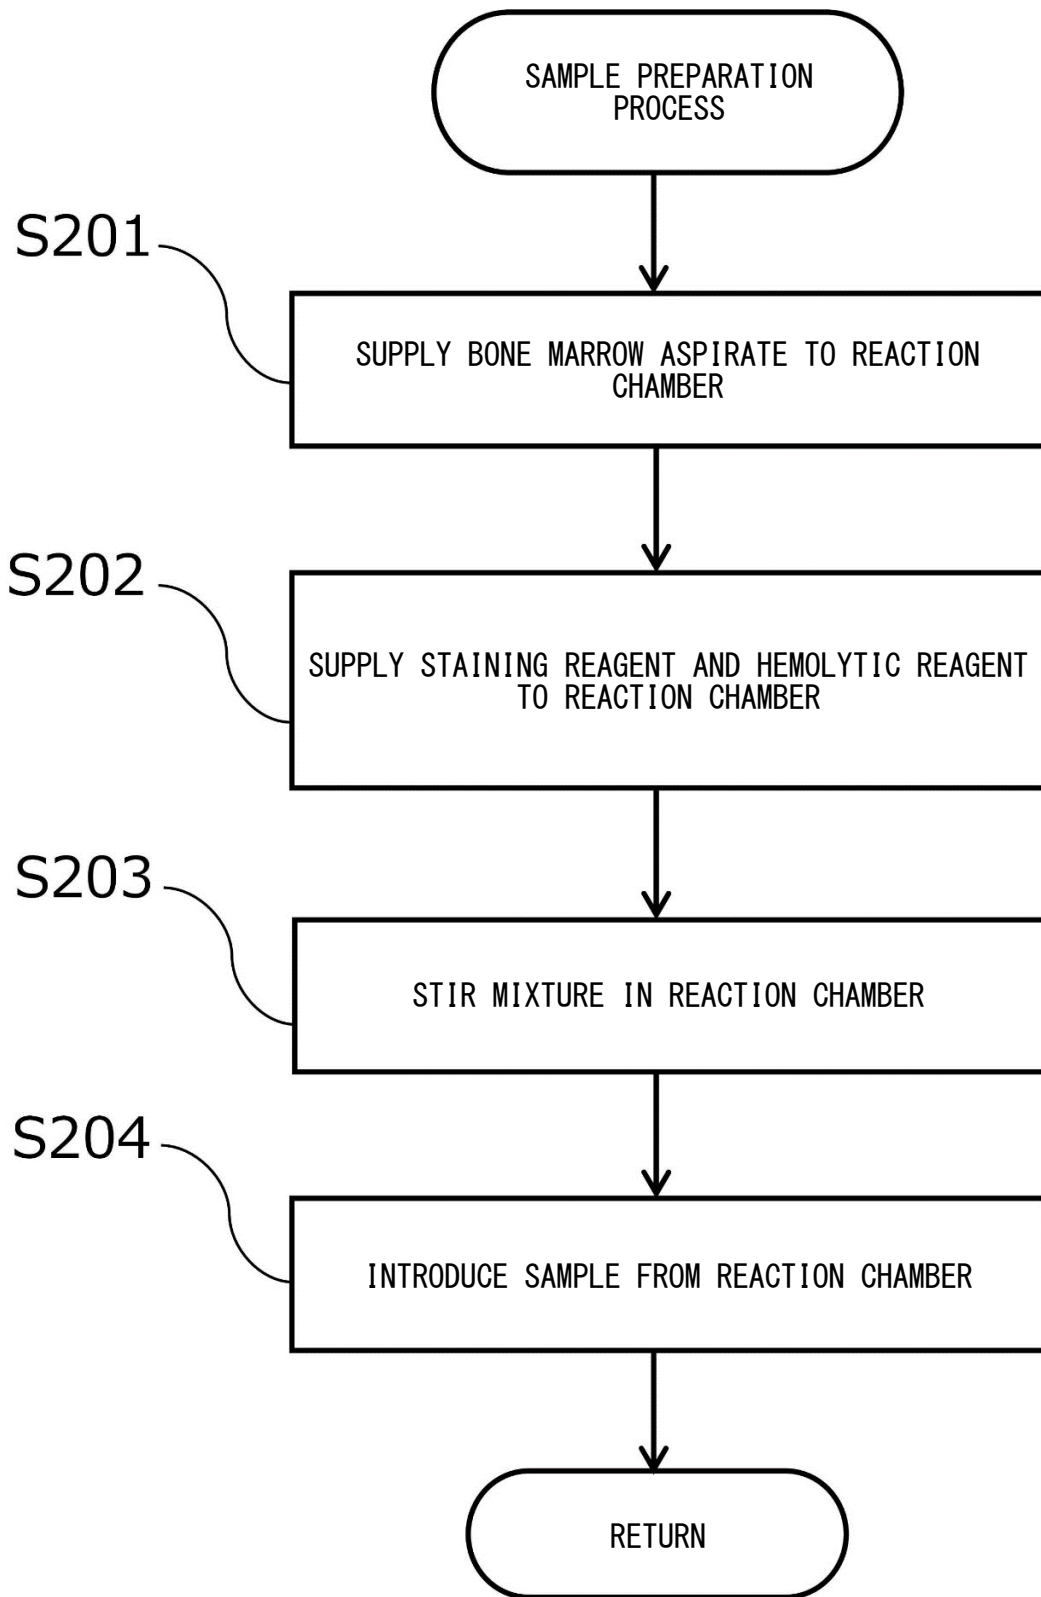 SAMPLE PREPARATION
PROCESS
S201
SUPPLY BONE MARROW ASPIRATE TO REACTION
CHAMBER
S202
SUPPLY STAINING REAGENT AND HEMOLYTIC REAGENT
TO REACTION CHAMBER
S203
STIR MIXTURE IN REACTION CHAMBER
S204
INTRODUCE SAMPLE FROM REACTION CHAMBER
RETURN